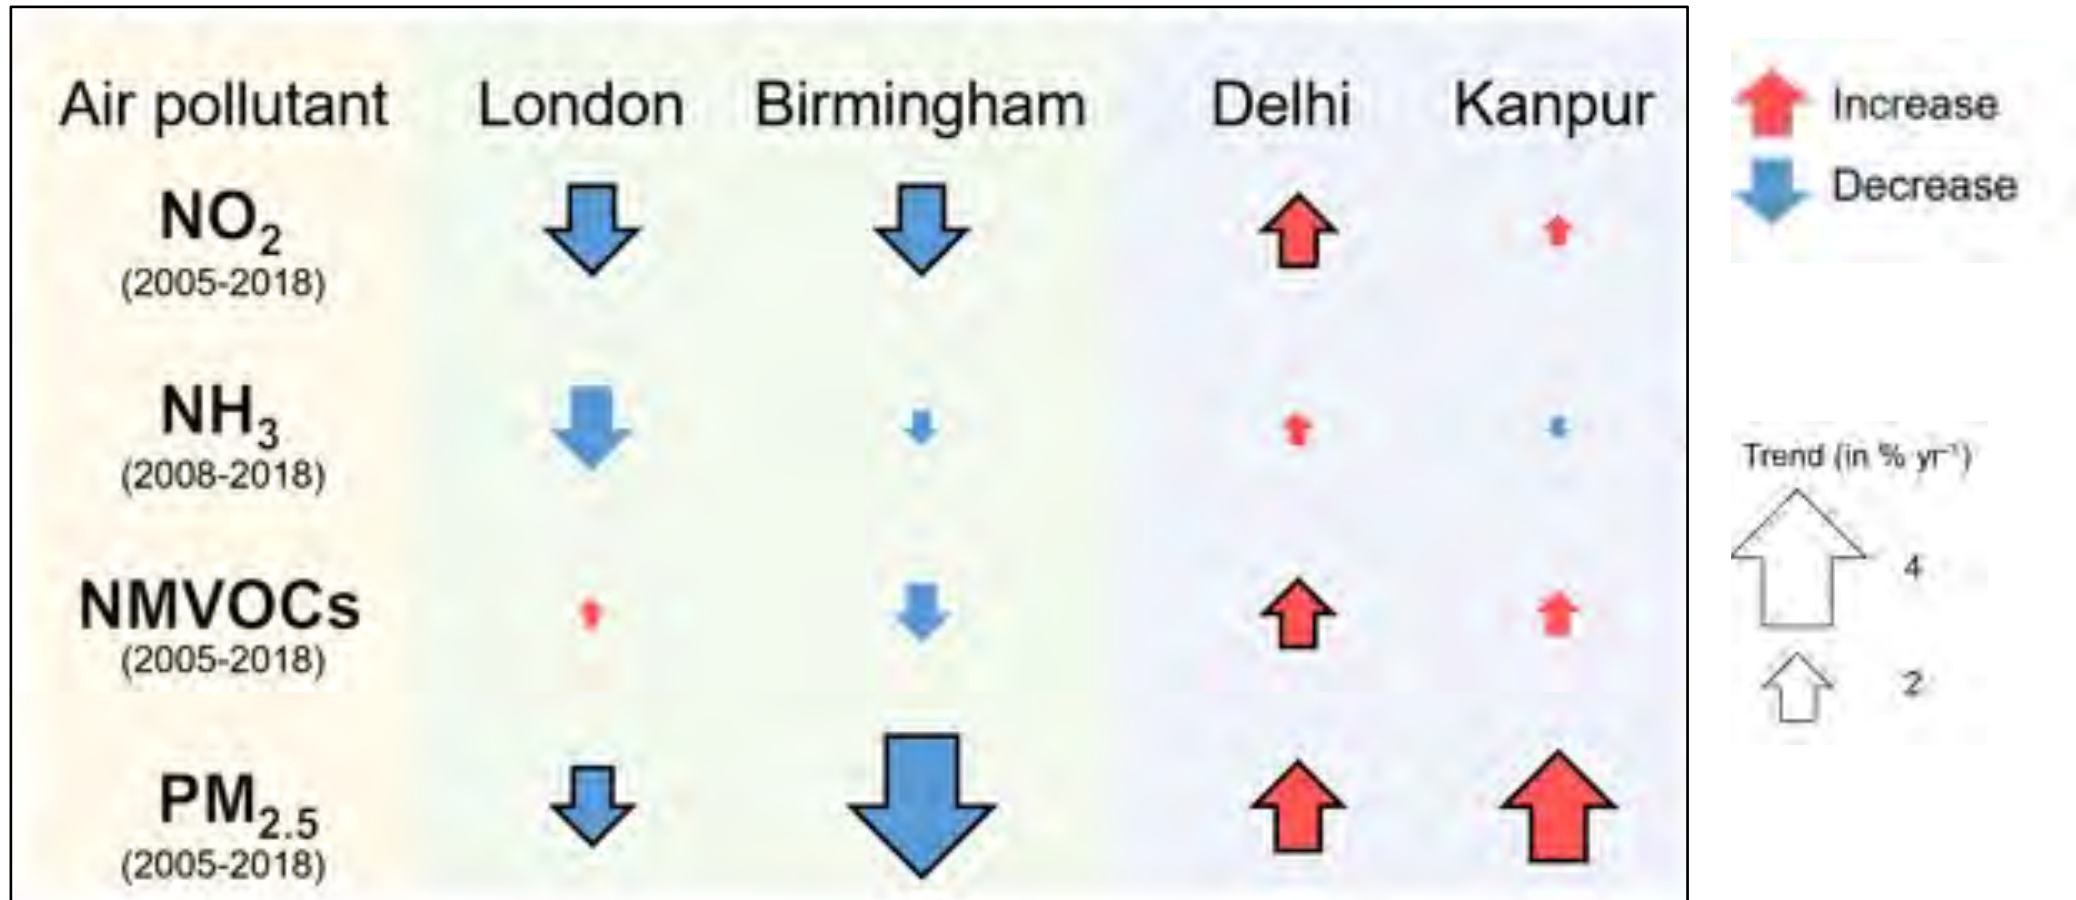 Air pollutant London Birmingham Delhi Kanpur
NO₂
(2005-2018)
NH₃
(2008-2018)
NMVOCs
(2005-2018)
PM₂.₅
(2005-2018)
Increase
Decrease
Trend (in % yr⁻¹)
4
2